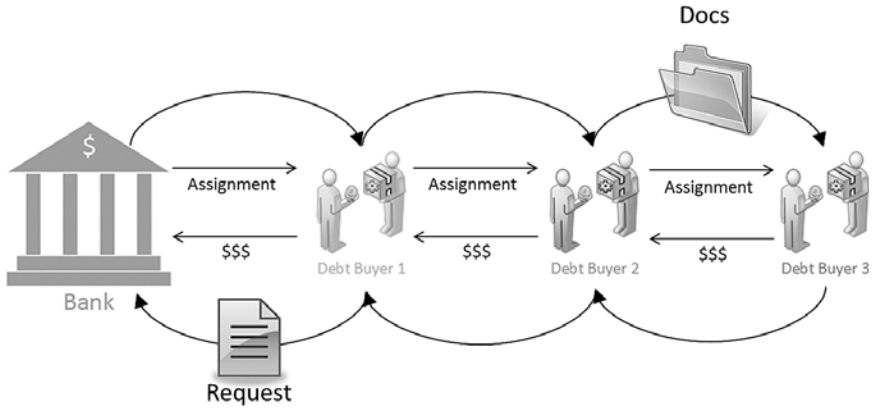 Docs
$
Assignment
Assignment
Assignment
$$$
$$$
$$$
Debt Buyer 1
Debt Buyer 2
Debt Buyer 3
Bank
Request